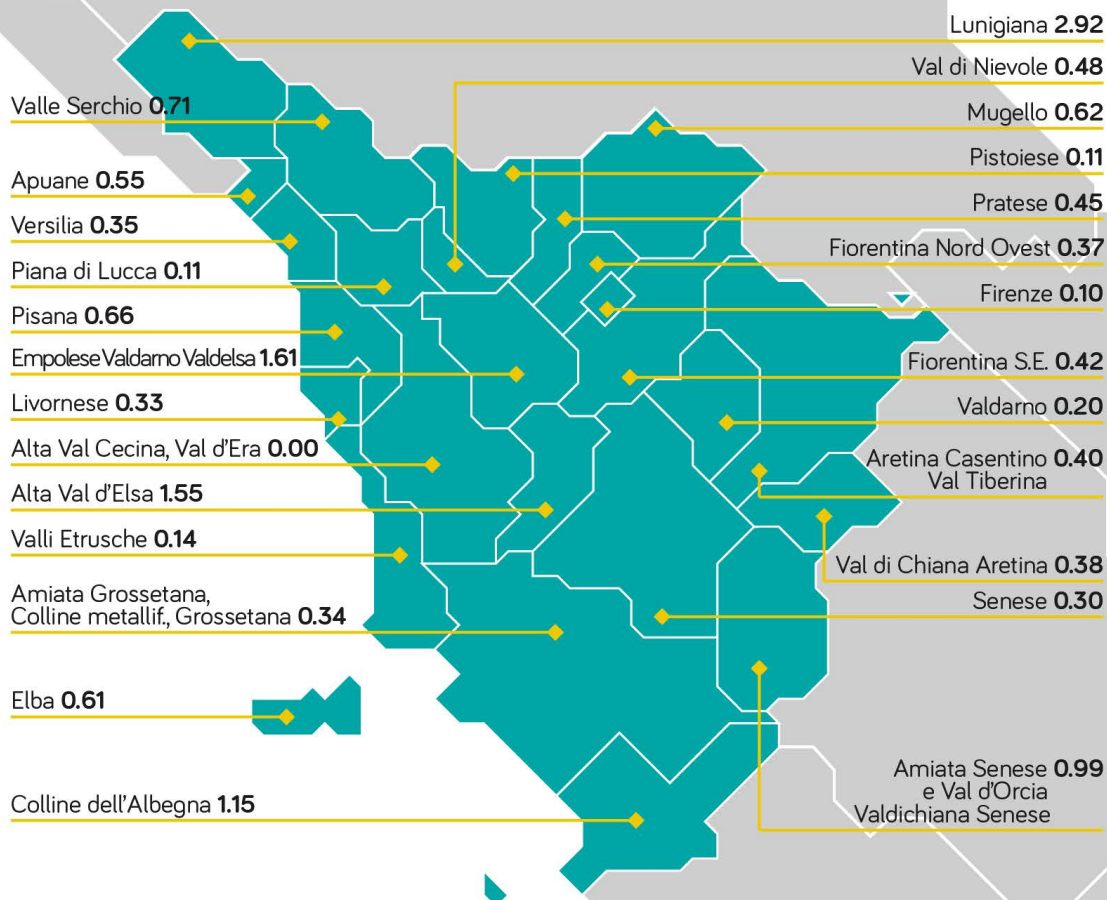 Lunigiana 2.92
Val di Nievole 0.48
Valle Serchio 0.71
Mugello 0.62
Pistoiese 0.11
Apuane 0.55
Pratese 0.45
Versilia 0.35
Fiorentina Nord Ovest 0.37
Piana di Lucca 0.11
Firenze 0.10
Pisana 0.66
Empolese Valdarno Valdelsa 1.61
Fiorentina S.E. 0.42
Livornese 0.33
Valdarno 0.20
Alta Val Cecina, Val d'Era 0.00
Aretina Casentino 0.40
Val Tiberina
Alta Val d'Elsa 1.55
Valli Etrusche 0.14
Val di Chiana Aretina 0.38
Amiata Grossetana,
Colline metallif., Grossetana 0.34
Senese 0.30
Elba 0.61
Amiata Senese 0.99
e Val d'Orcia
Valdichiana Senese
Colline dell'Albegna 1.15